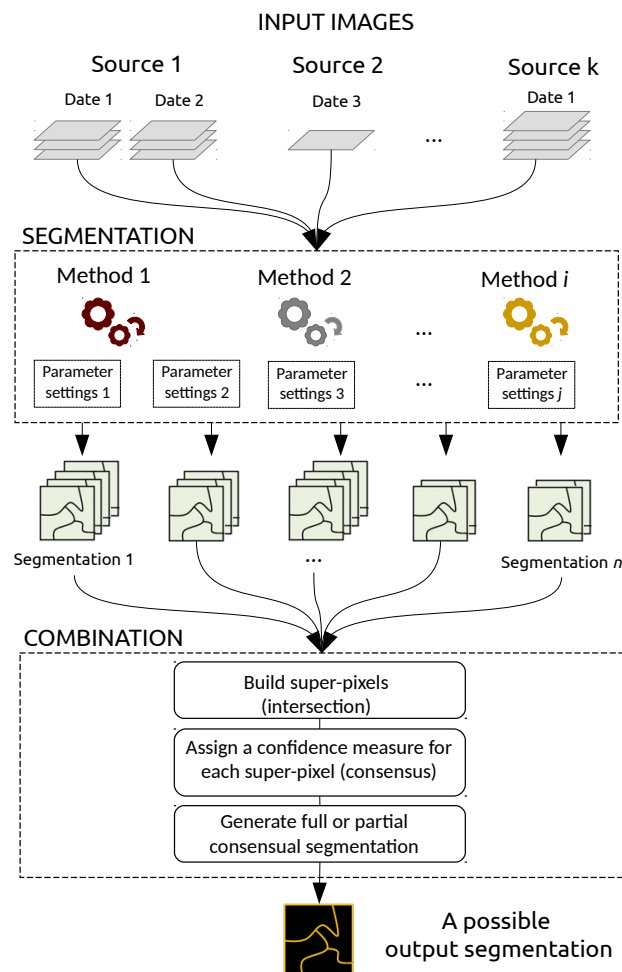 INPUT IMAGES
Source 1
Source 2
Source k
Date 1
Date 2
Date 3
Date 1
...
SEGMENTATION
Method 1
Method 2
Method i
...
Parameter
settings 1
Parameter
settings 2
Parameter
settings 3
...
Parameter
settings j
Segmentation 1
...
Segmentation n
COMBINATION
Build super-pixels
(intersection)
Assign a confidence measure for
each super-pixel (consensus)
Generate full or partial
consensual segmentation
A possible
output segmentation